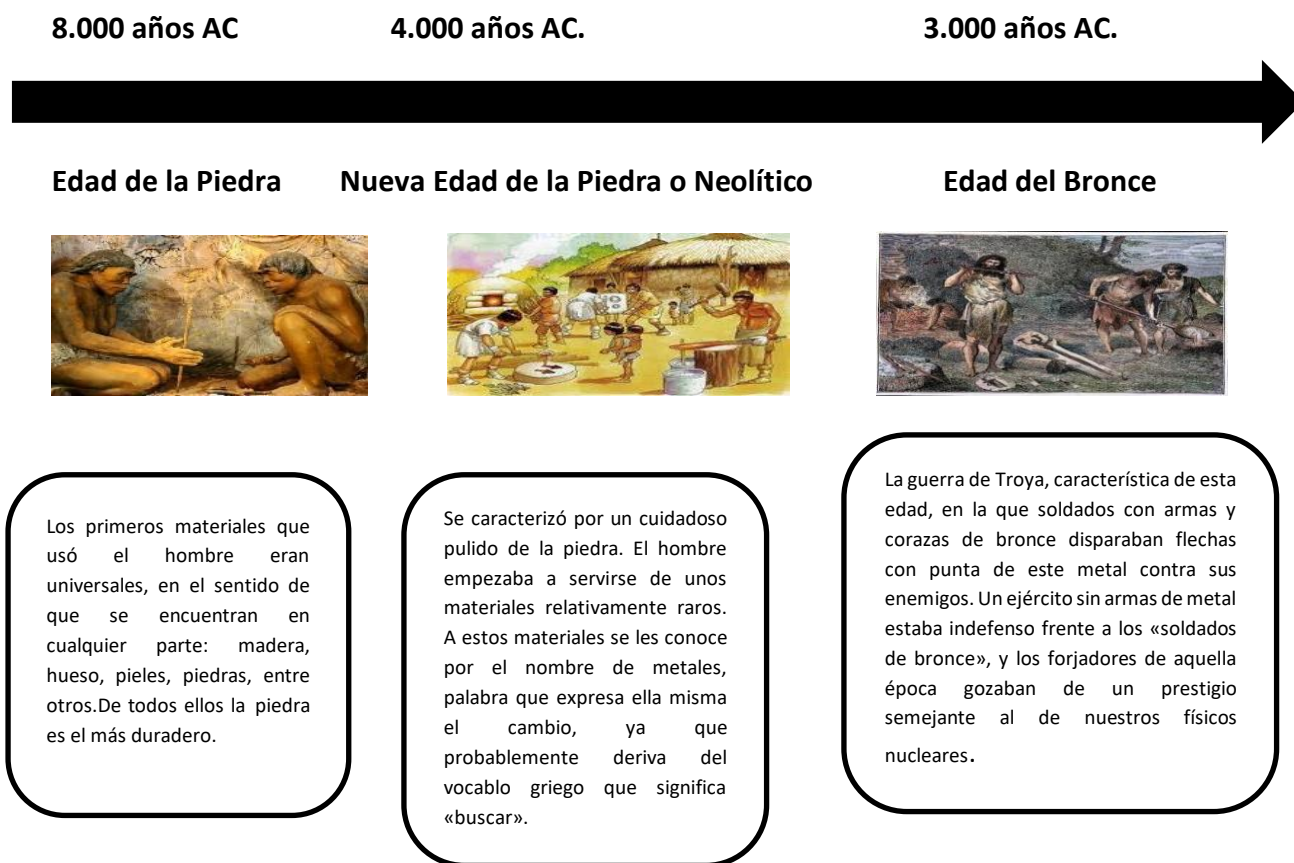 8.000 años AC
4.000 años AC.
3.000 años AC.
Edad de la Piedra
Nueva Edad de la Piedra o Neolítico
Edad del Bronce
Los primeros materiales que
usó el hombre eran
universales, en el sentido de
que se encuentran en
cualquier parte: madera,
hueso, pieles, piedras, entre
otros.De todos ellos la piedra
es el más duradero.
Se caracterizó por un cuidadoso
pulido de la piedra. El hombre
empezaba a servirse de unos
materiales relativamente raros.
A estos materiales se les conoce
por el nombre de metales,
palabra que expresa ella misma
el cambio, ya que
probablemente deriva del
vocablo griego que significa
«buscar».
La guerra de Troya, característica de esta
edad, en la que soldados con armas y
corazas de bronce disparaban flechas
con punta de este metal contra sus
enemigos. Un ejército sin armas de metal
estaba indefenso frente a los «soldados
de bronce», y los forjadores de aquella
época gozaban de un prestigio
semejante al de nuestros físicos
nucleares.